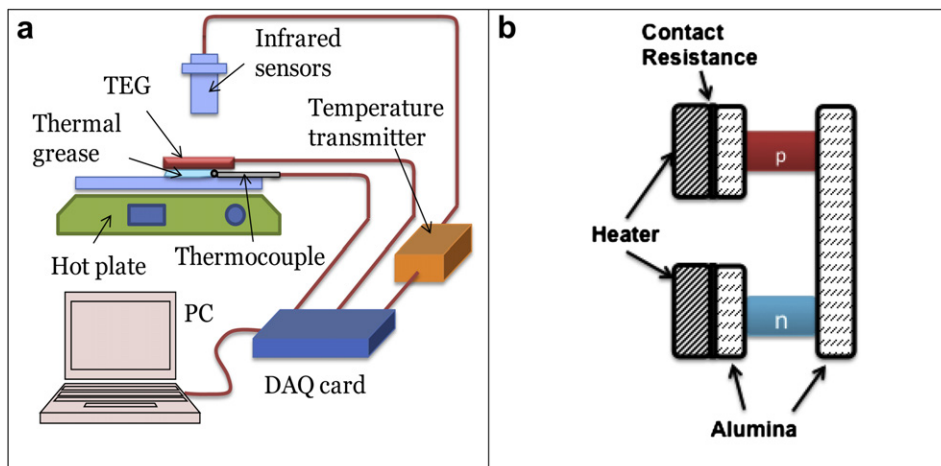 a
Infrared
sensors
TEG
Temperature
transmitter
Thermal
grease
Thermocouple
Hot plate
PC
DAQ card
b
Contact
Resistance
p
Heater
n
Alumina